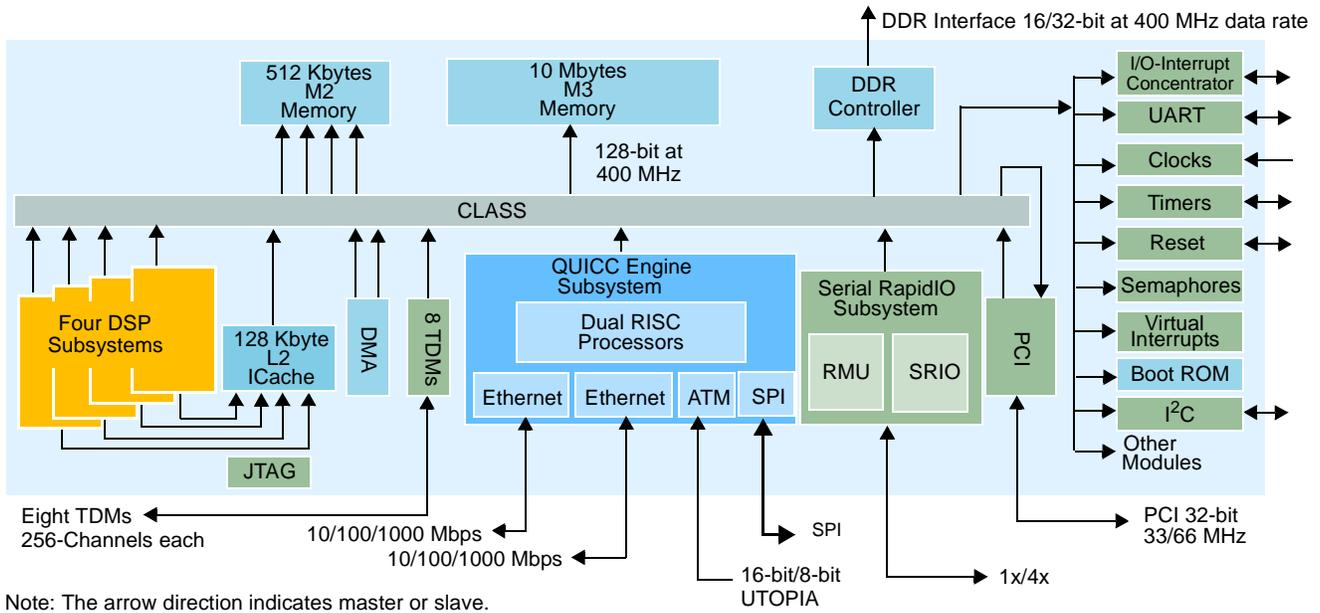 DDR Interface 16/32-bit at 400 MHz data rate
512 Kbytes
M2
Memory
10 Mbytes
M3
Memory
DDR
Controller
I/O-Interrupt
Concentrator
UART
128-bit at
400 MHz
Clocks
CLASS
Timers
Reset
Semaphores
Virtual
Interrupts
Boot ROM
I2C
Other
Modules
Four DSP
Subsystems
128 Kbyte
L2
ICache
DMA
8 TDMs
QUICC Engine
Subsystem
Dual RISC
Processors
Ethernet
Ethernet
ATM
SPI
Serial RapidIO
Subsystem
RMU
SRIO
PCI
JTAG
Eight TDMs
256-Channels each
10/100/1000 Mbps
10/100/1000 Mbps
SPI
16-bit/8-bit
UTOPIA
1x/4x
PCI 32-bit
33/66 MHz
Note: The arrow direction indicates master or slave.